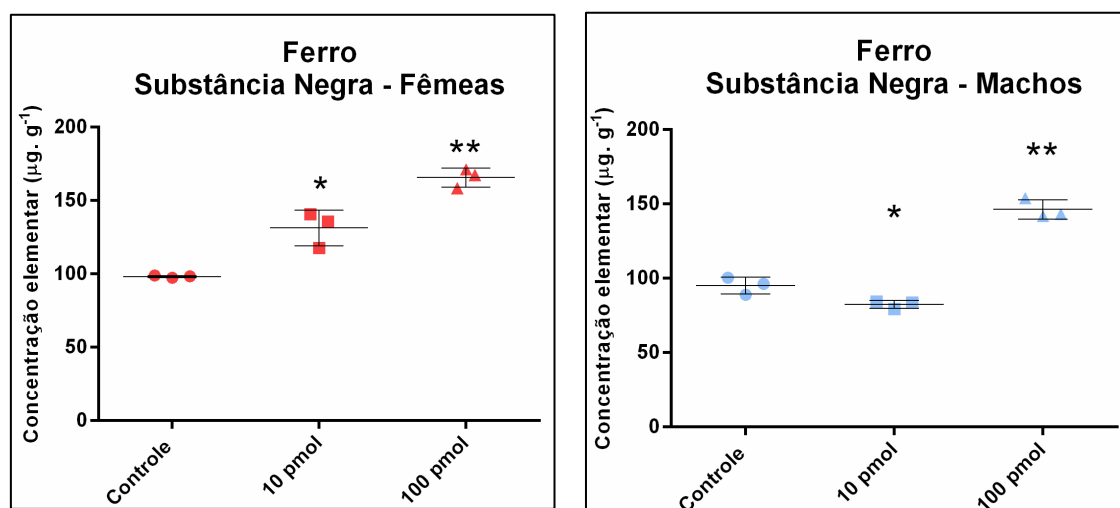 Ferro
Substância Negra - Fêmeas
Concentração elementar (µg. g-1)
200
150
100
50
0
*
**
Controle
10 pmol
100 pmol
Ferro
Substância Negra - Machos
Concentração elementar (µg. g-1)
200
150
100
50
0
*
**
Controle
10 pmol
100 pmol